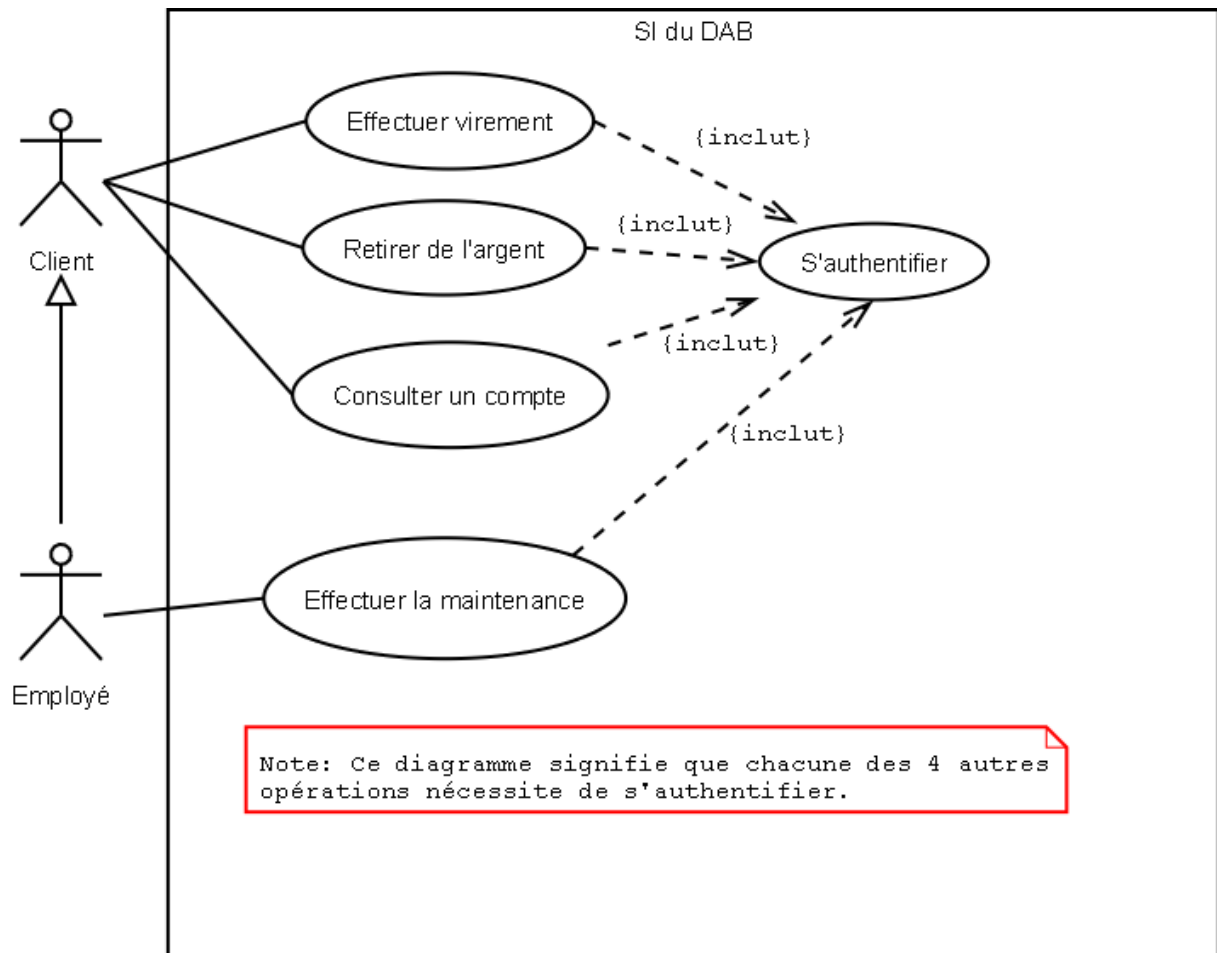 SI du DAB
Effectuer virement
{inclut}
Client
Retirer de l'argent
{inclut}
S'authentifier
{inclut}
Consulter un compte
{inclut}
Effectuer la maintenance
Employé
Note: Ce diagramme signifie que chacune des 4 autres
opérations nécessite de s'authentifier.